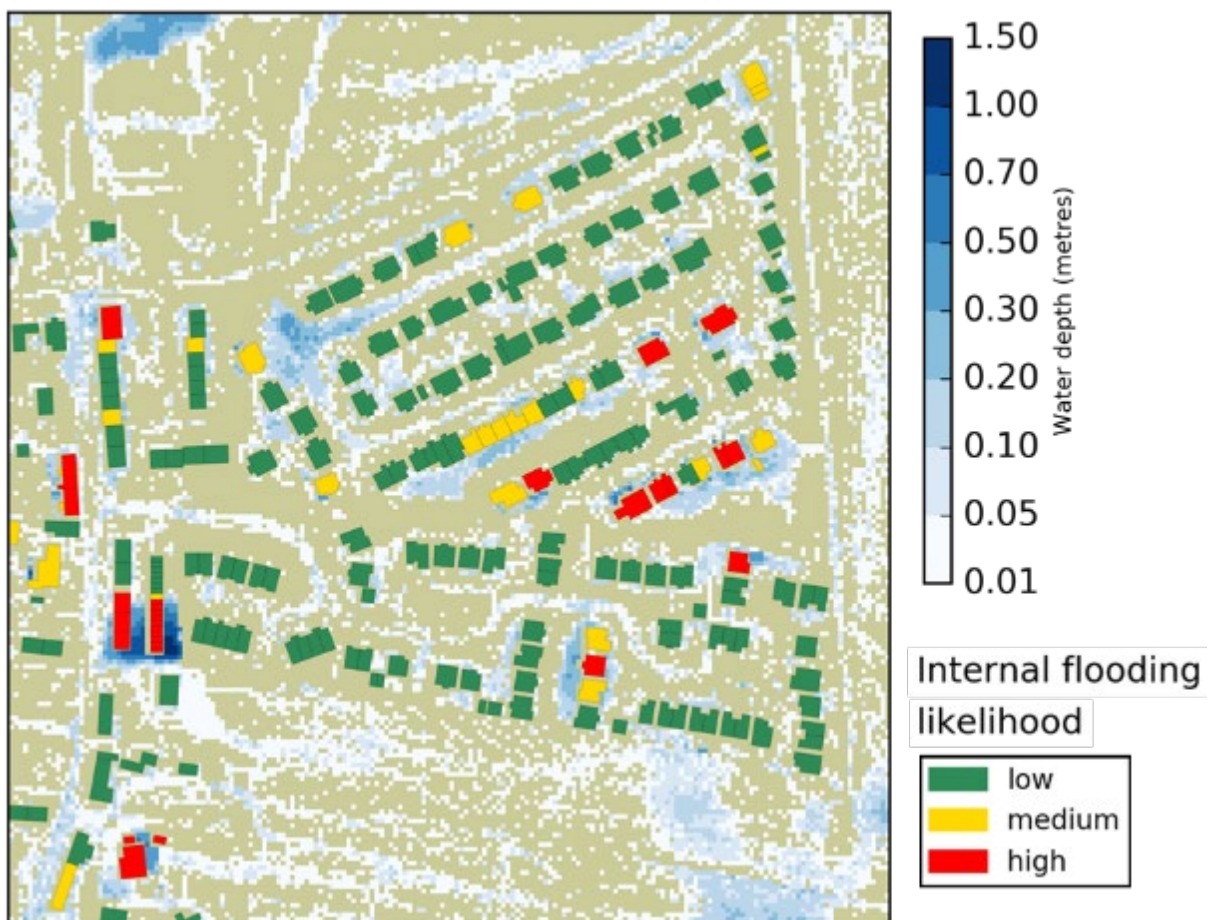 1.50
1.00
0.70
0.50
0.30
0.20
0.10
0.05
0.01
Water depth (metres)
Internal flooding
likelihood
low
medium
high